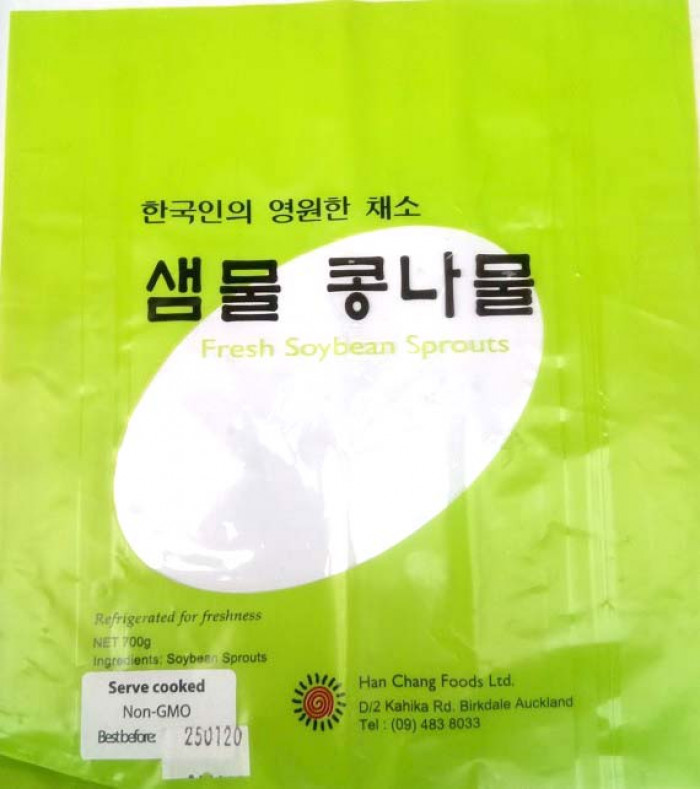 한국인의 영원한 채소
샘물 콩나물
Fresh Soybean Sprouts
Refrigerated for freshness
NET 700g
Ingredients: Soybean Sprouts
Serve cooked
Non-GMO
Best before: 250120
Han Chang Foods Ltd.
D/2 Kahika Rd. Birkdale Auckland
Tel : (09) 483 8033